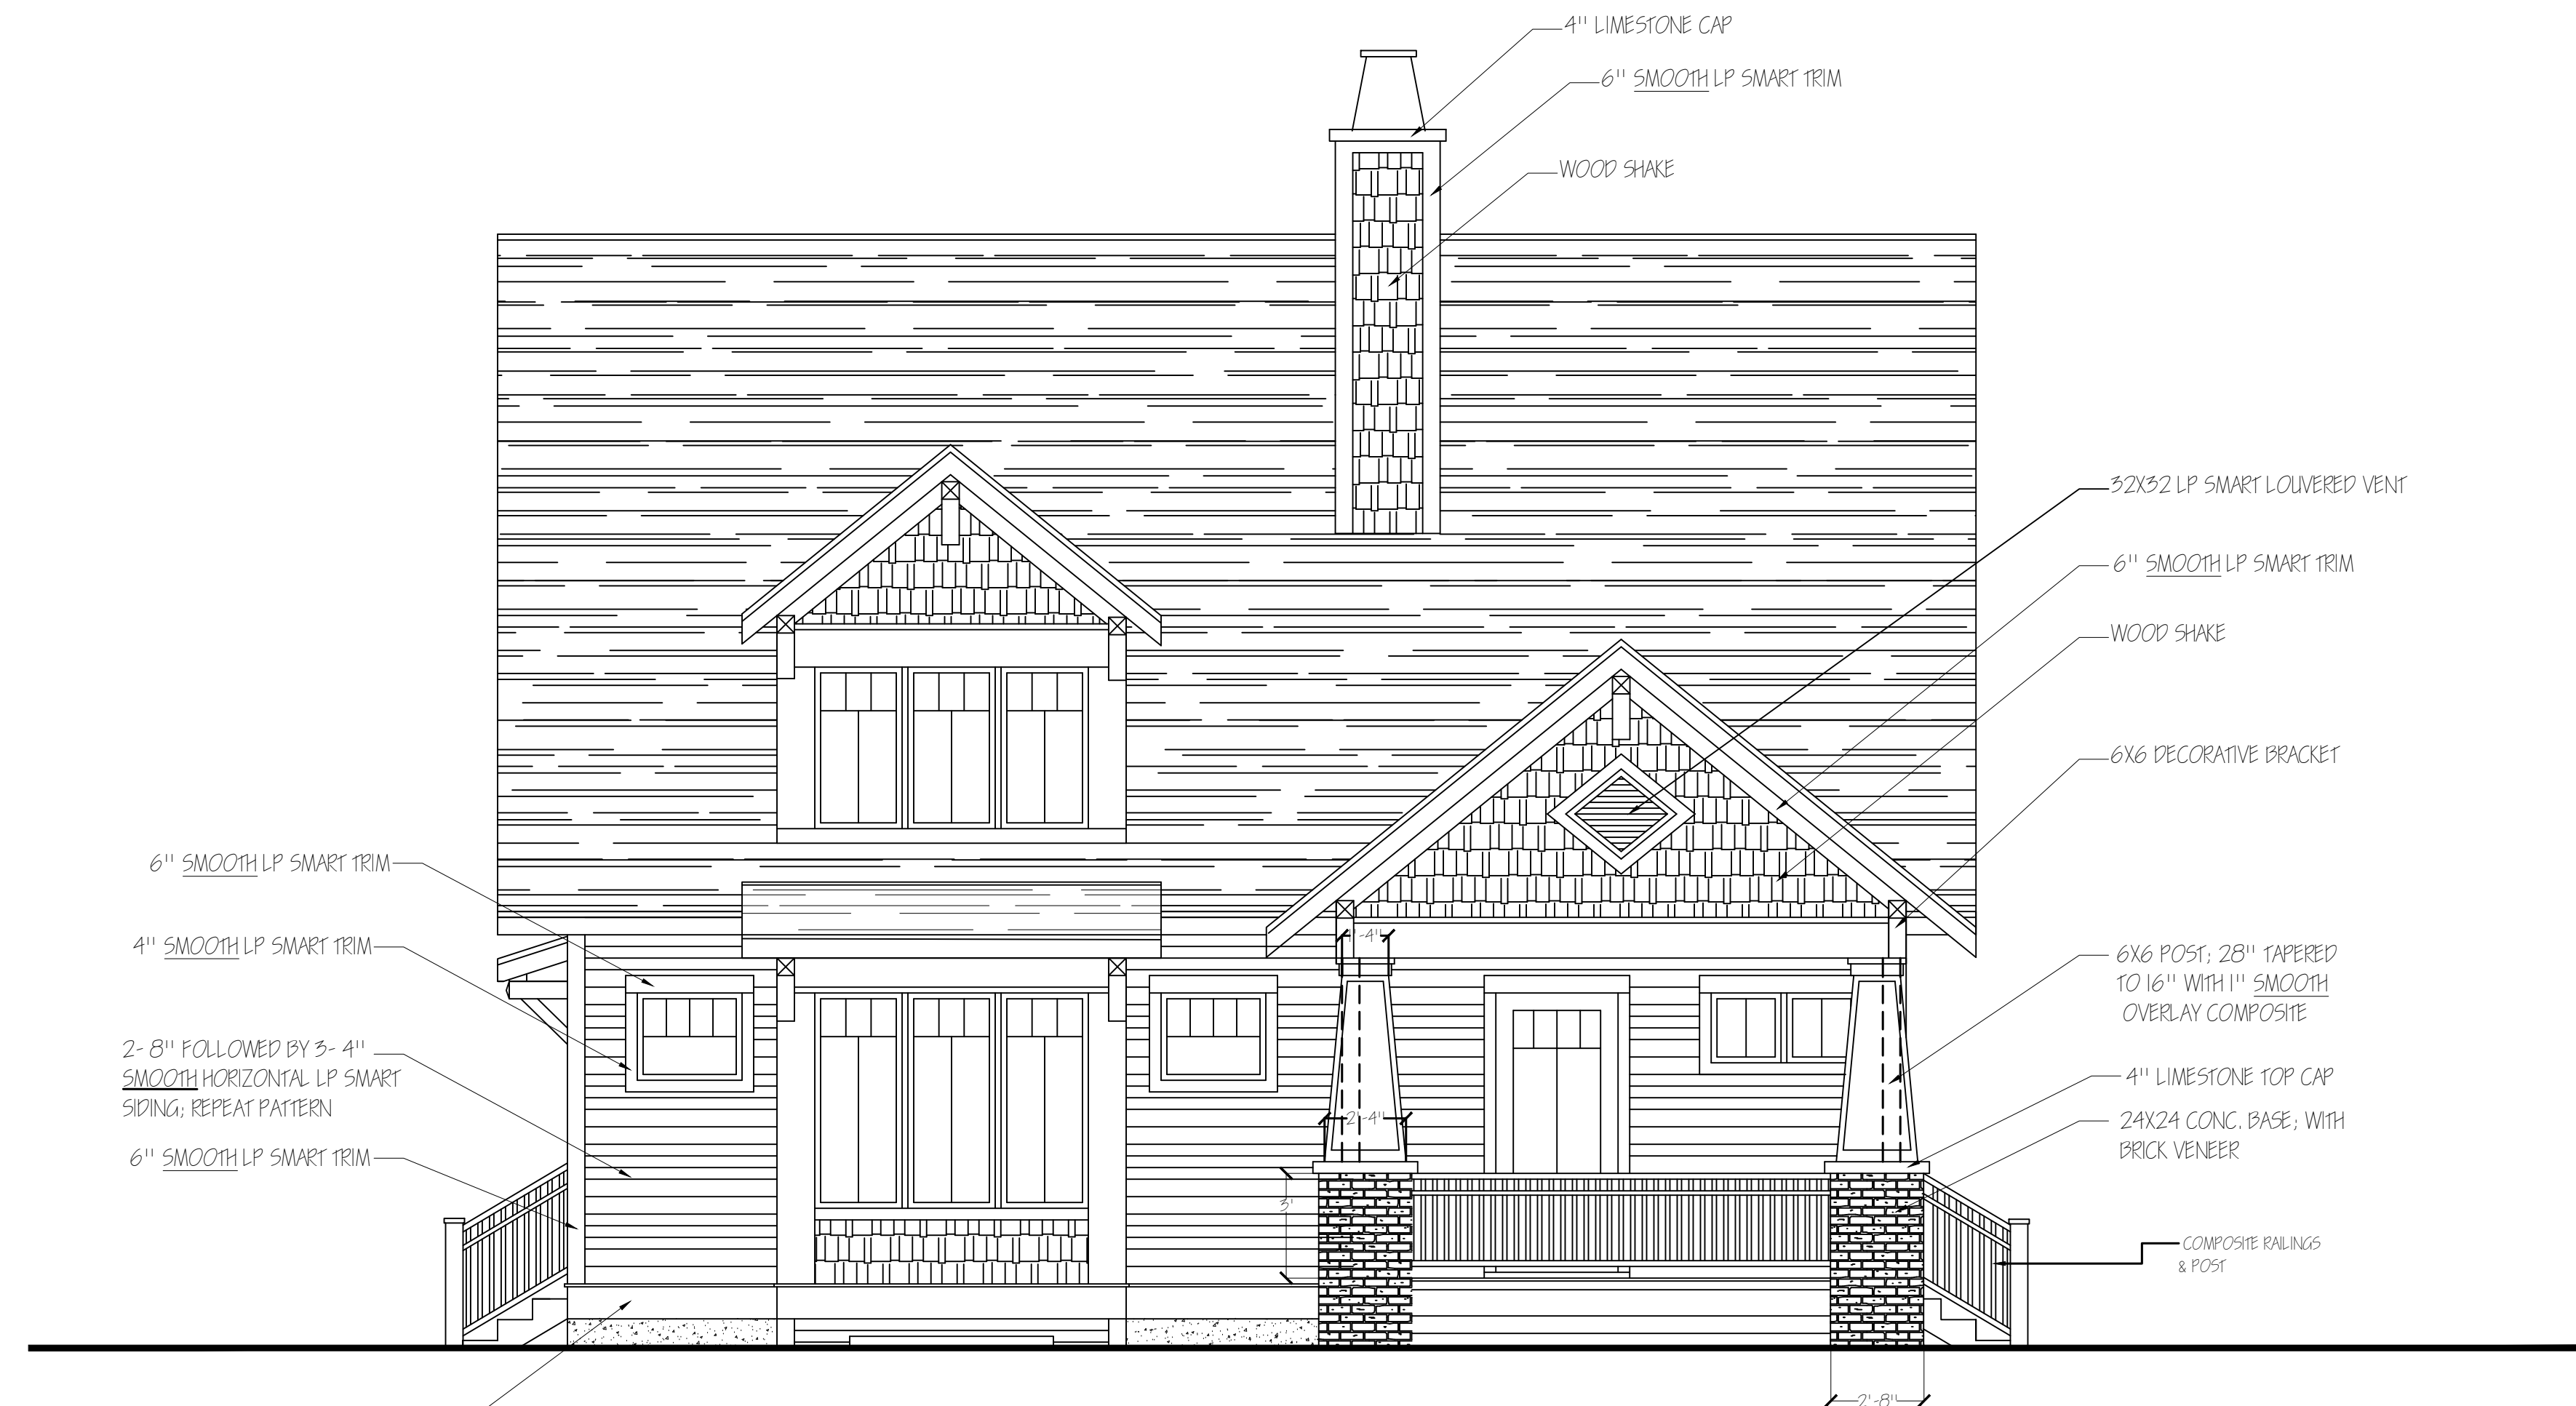 4" LIMESTONE CAP
6" SMOOTH LP SMART TRIM
WOOD SHAKE
32X32 LP SMART LOUVERED VENT
6" SMOOTH LP SMART TRIM
WOOD SHAKE
6X6 DECORATIVE BRACKET
6" SMOOTH LP SMART TRIM
4" SMOOTH LP SMART TRIM
2- 8" FOLLOWED BY 3- 4"
SMOOTH HORIZONTAL LP SMART
SIDING; REPEAT PATTERN
6" SMOOTH LP SMART TRIM
1'-4"
2'-4"
3'
6X6 POST; 28" TAPERED
TO 16" WITH 1" SMOOTH
OVERLAY COMPOSITE
4" LIMESTONE TOP CAP
24X24 CONC. BASE; WITH
BRICK VENEER
COMPOSITE RAILINGS
& POST
2'-8"